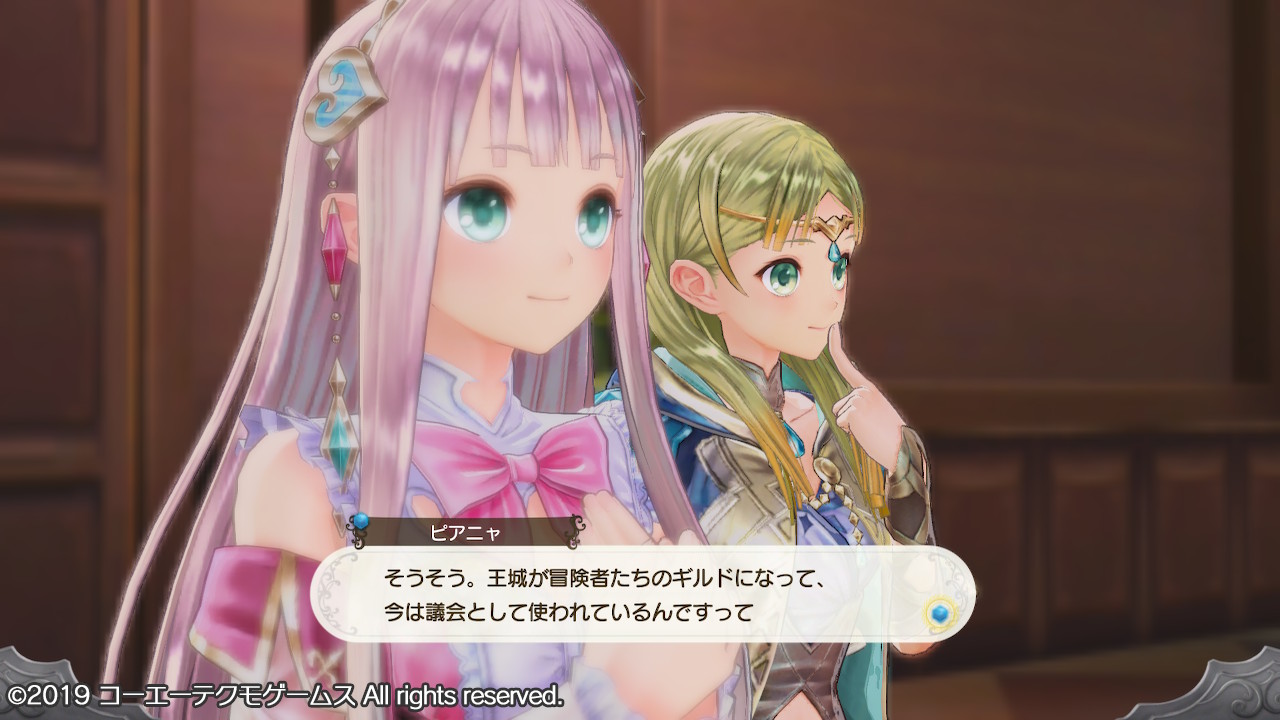 ピアニャ
そうそう。王城が冒険者たちのギルドになって、
今は議会として使われているんですって
©2019 コーエーテクモゲームス All rights reserved.